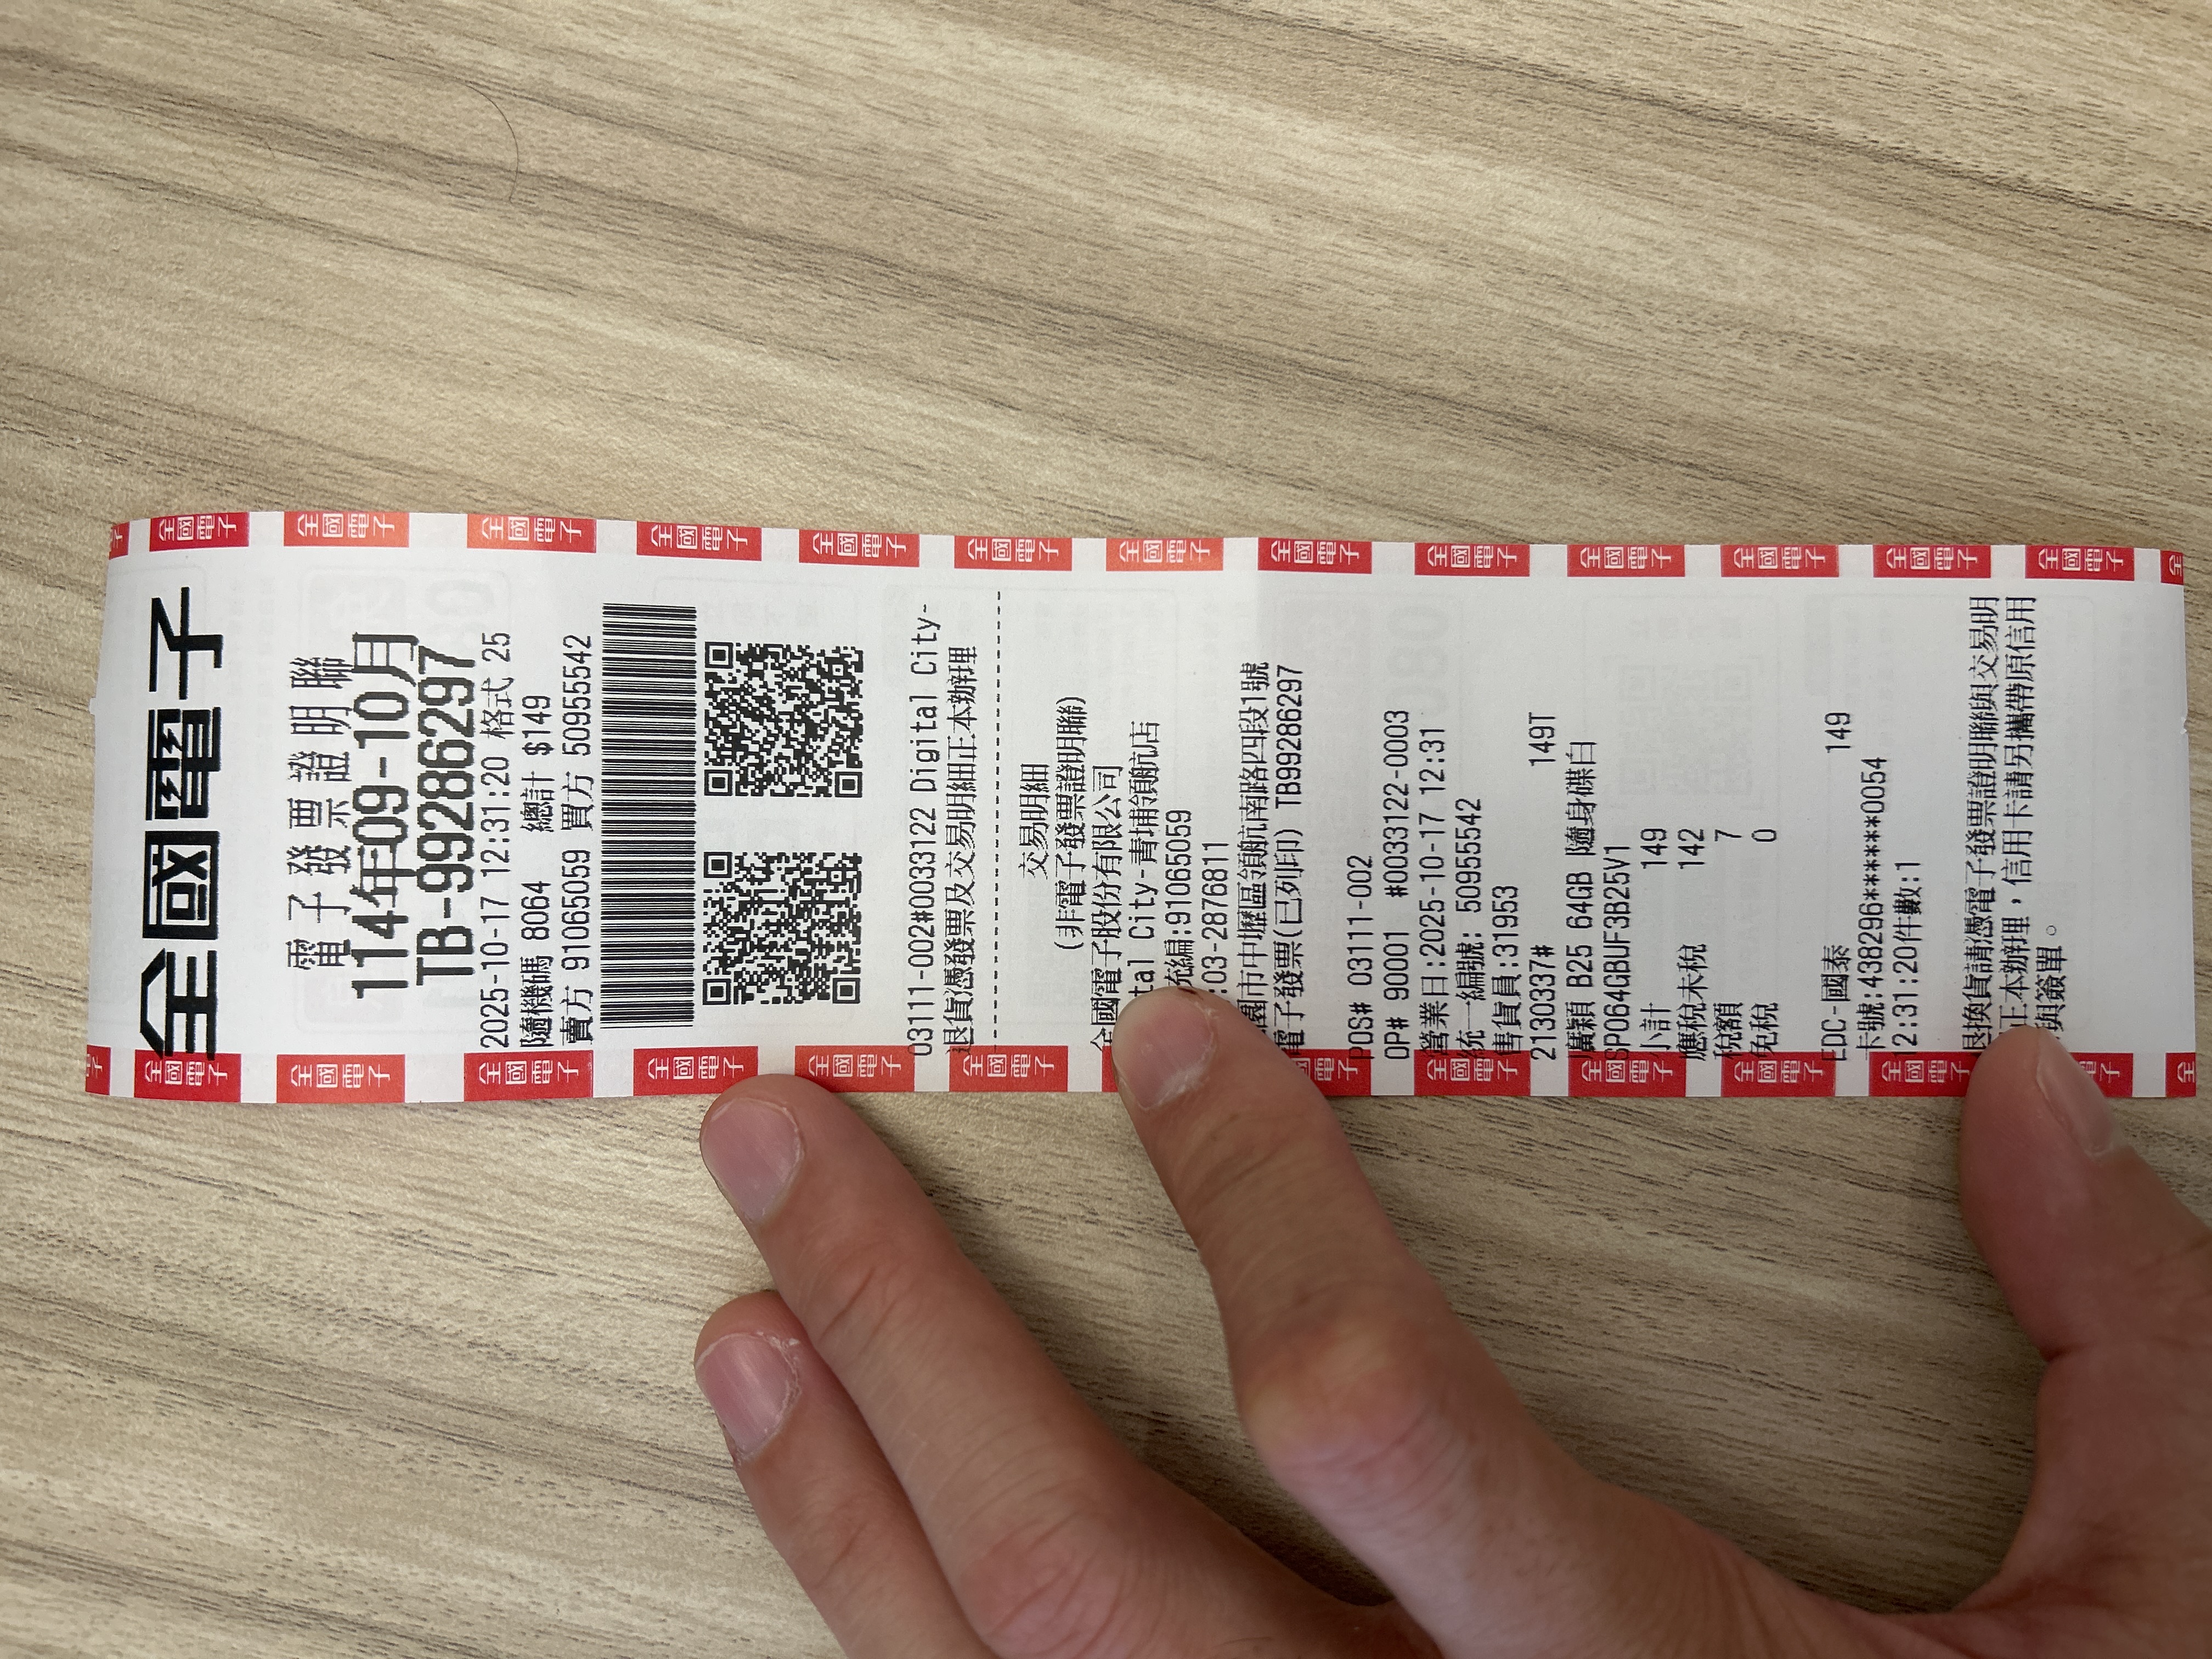 全國電子
電子發票證明聯
114年09-10月
TB-99286297
2025-10-17 12:31:20 格式 25
隨機碼 8064 總計 $149
賣方 91065059 買方 50955542
03111-002#0033122 Digital City-
退貨憑發票及交易明細正本辦理
交易明細
(非電子發票證明聯)
全國電子股份有限公司
tal City-青埔領航店
統編:91065059
:03-2876811
園市中壢區領航南路四段1號
電子發票(已列印) TB99286297
POS# 03111-002
OP# 90001 #0033122-0003
營業日:2025-10-17 12:31
統一編號: 50955542
售貨員:31953
2130337# 149T
廣穎 B25 64GB 隨身碟白
SP064GBUF3B25V1
小計 149
應稅未稅 142
稅額 7
免稅 0
EDC-國泰 149
卡號:438296******0054
12:31:20件數:1
退換貨請憑電子發票證明聯與交易明
正本辦理，信用卡請另攜帶原信用
與簽單。